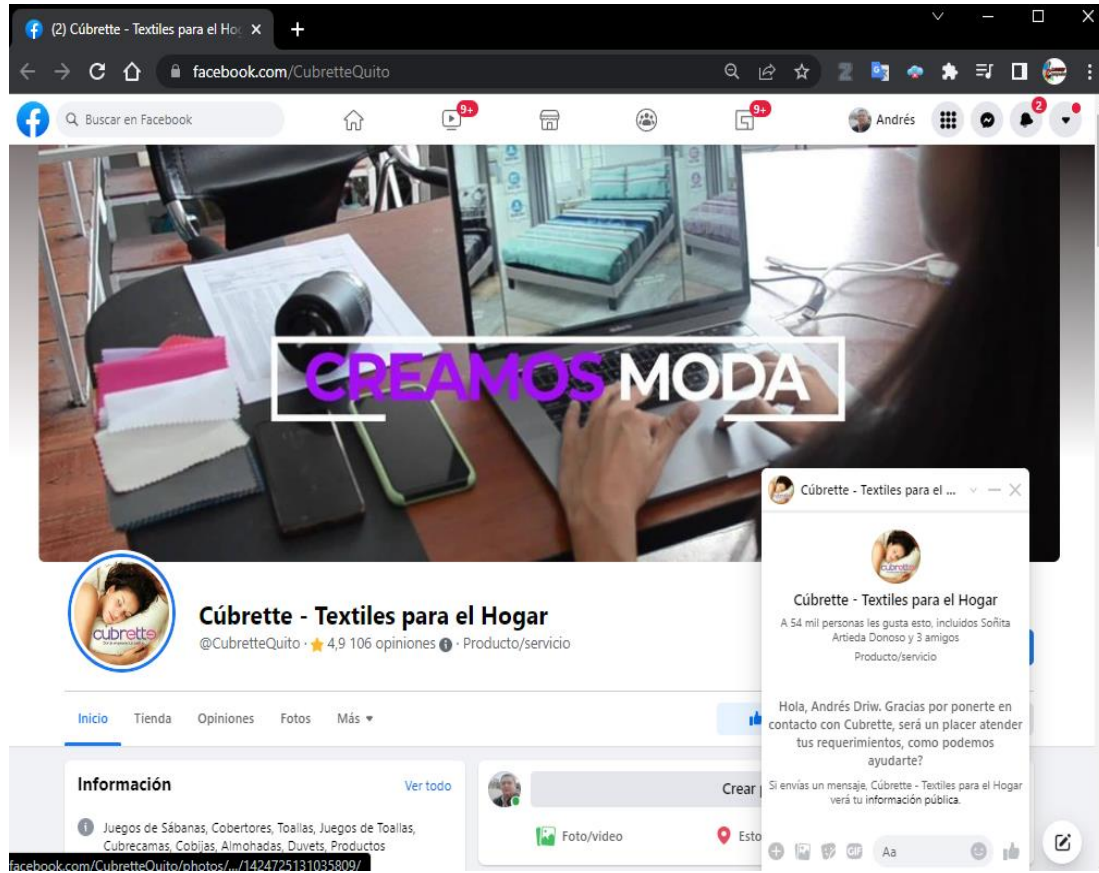 (2) Cúbrette - Textiles para el Hog
facebook.com/CubretteQuito
Buscar en Facebook
9+
9+
Andrés
2
CREAMOS MODA
cubrette
Cúbrette - Textiles para el Hogar
@CubretteQuito · 4,9 106 opiniones · Producto/servicio
Inicio
Tienda
Opiniones
Fotos
Más
Información
Ver todo
Juegos de Sábanas, Cobertores, Toallas, Juegos de Toallas,
Cubrecamas, Cobijas, Almohadas, Duvets, Productos
facebook.com/CubretteQuito/photos/.../1424725131035809/
Crear
Foto/video
Esto
Cúbrette - Textiles para el ...
cubrette
Cúbrette - Textiles para el Hogar
A 54 mil personas les gusta esto, incluidos Soñita
Artieda Donoso y 3 amigos
Producto/servicio
Hola, Andrés Driw. Gracias por ponerte en
contacto con Cubrette, será un placer atender
tus requerimientos, como podemos
ayudarte?
Si envías un mensaje, Cúbrette - Textiles para el Hogar
verá tu información pública.
GIF
Aa